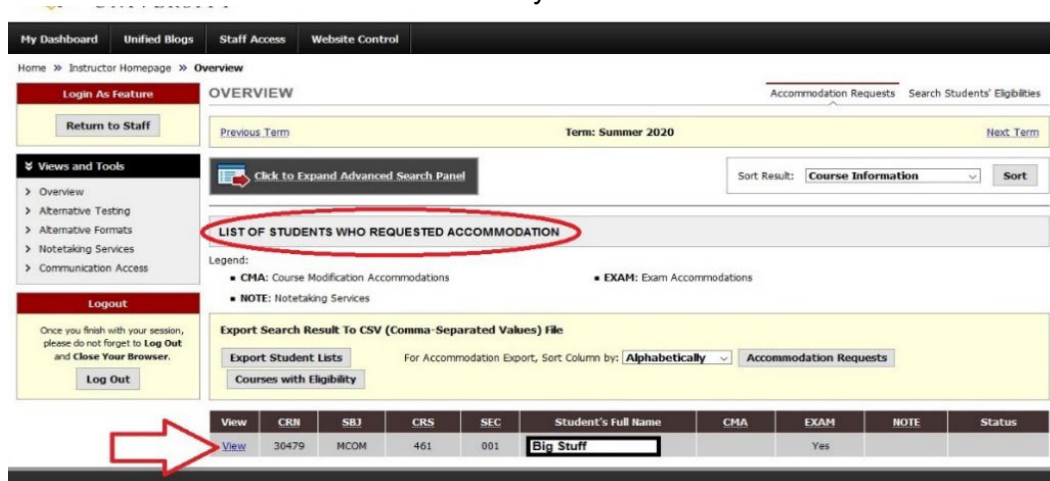 My Dashboard Unified Blogs Staff Access Website Control
Home » Instructor Homepage » Overview
Login As Feature
Return to Staff
Views and Tools
Overview
Alternative Testing
Alternative Formats
Notetaking Services
Communication Access
Logout
Once you finish with your session,
please do not forget to Log Out
and Close Your Browser.
Log Out
OVERVIEW
Accommodation Requests Search Students' Eligibilities
Previous Term Term: Summer 2020 Next Term
Click to Expand Advanced Search Panel
Sort Result: Course Information Sort
LIST OF STUDENTS WHO REQUESTED ACCOMMODATION
Legend:
CMA: Course Modification Accommodations EXAM: Exam Accommodations
NOTE: Notetaking Services
Export Search Result To CSV (Comma-Separated Values) File
Export Student Lists For Accommodation Export, Sort Column by: Alphabetically Accommodation Requests
Courses with Eligibility
View CRN SBJ CRS SEC Student's Full Name CMA EXAM NOTE Status
View 30479 MCOM 461 001 Big Stuff Yes